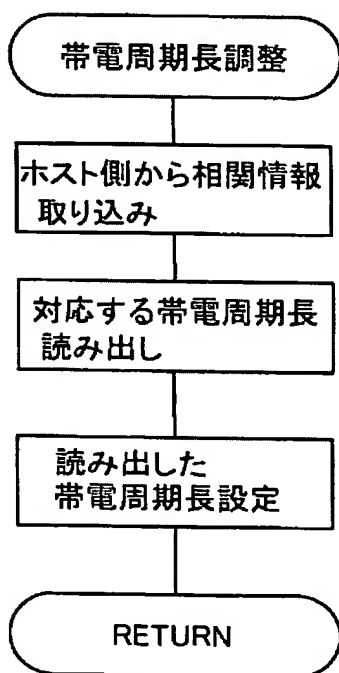 帯電周期長調整
ホスト側から相関情報
取り込み
対応する帯電周期長
読み出し
読み出した
帯電周期長設定
RETURN